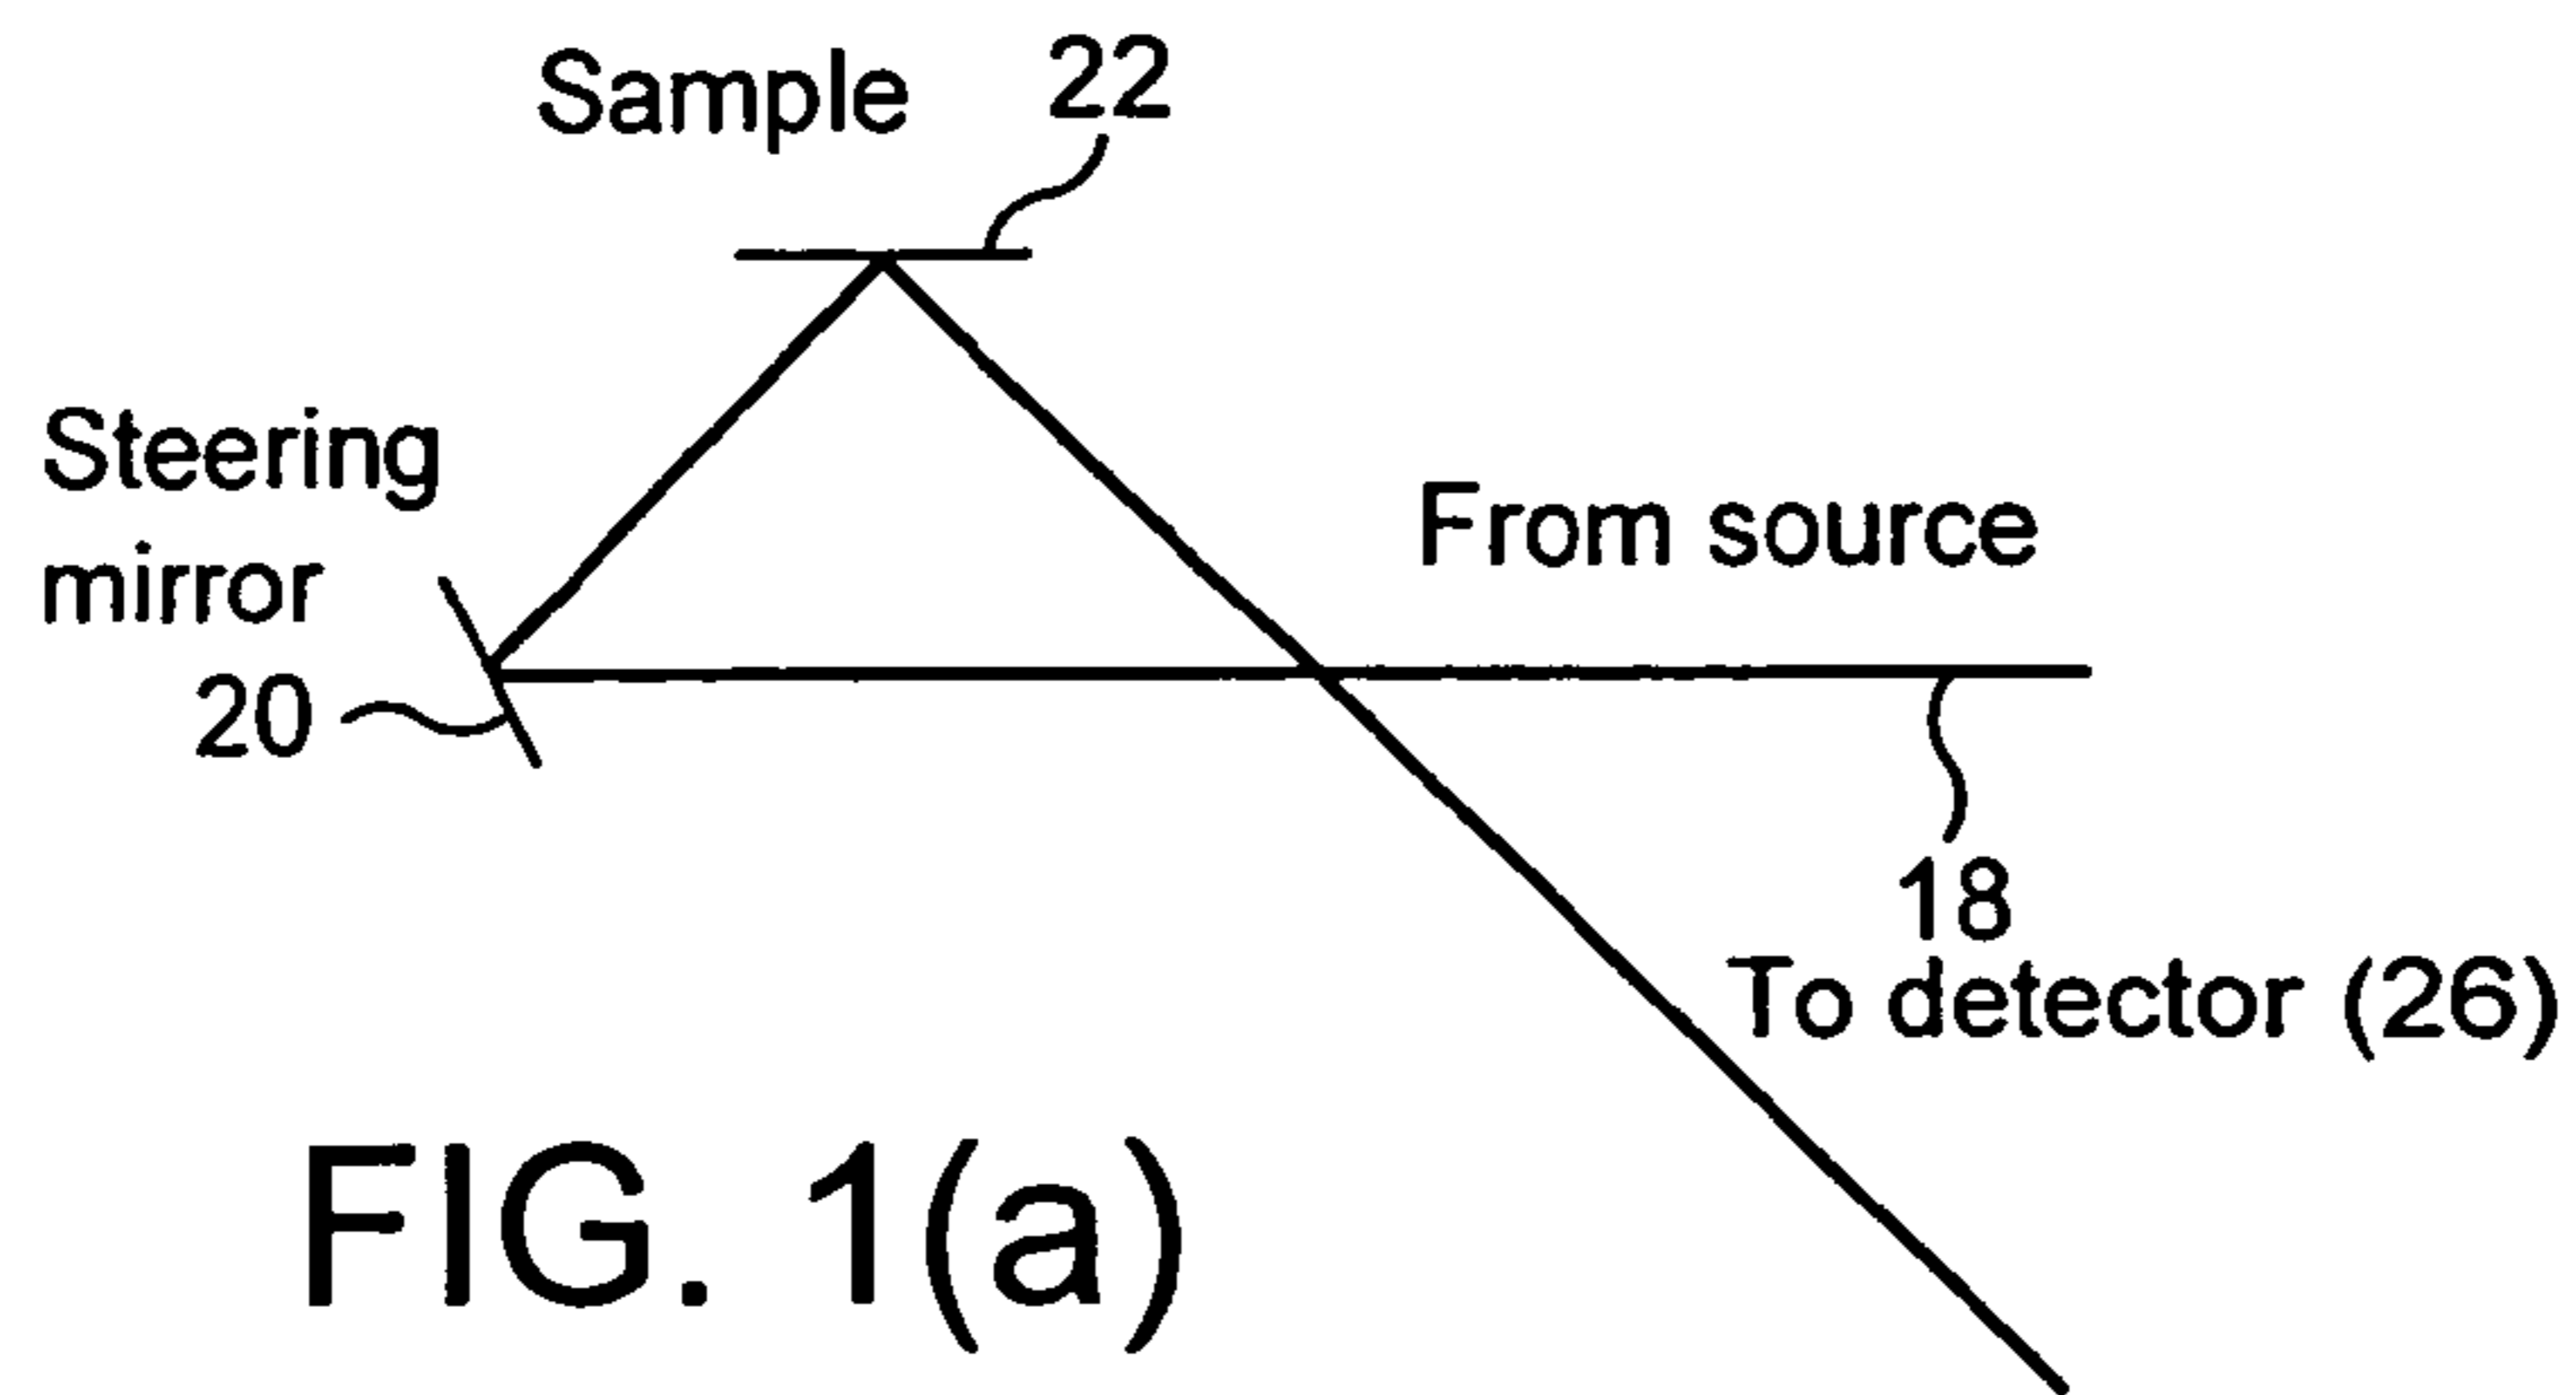 Sample 22
Steering
mirror
20
From source
18
To detector (26)
FIG. 1(a)